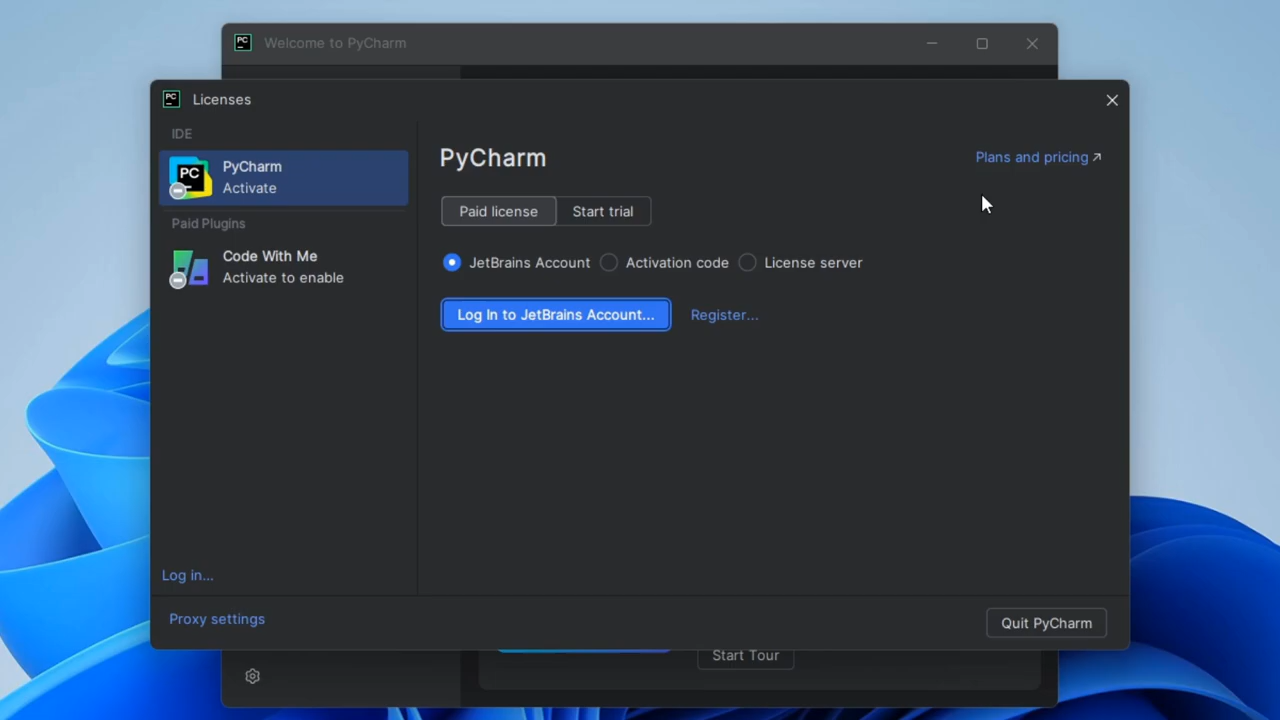 PC Welcome to PyCharm
PC Licenses
IDE
PC PyCharm
Activate
Paid Plugins
Code With Me
Activate to enable
Log in...
PyCharm
Plans and pricing ↗
Paid license Start trial
JetBrains Account Activation code License server
Log In to JetBrains Account... Register...
Proxy settings
Quit PyCharm
Start Tour